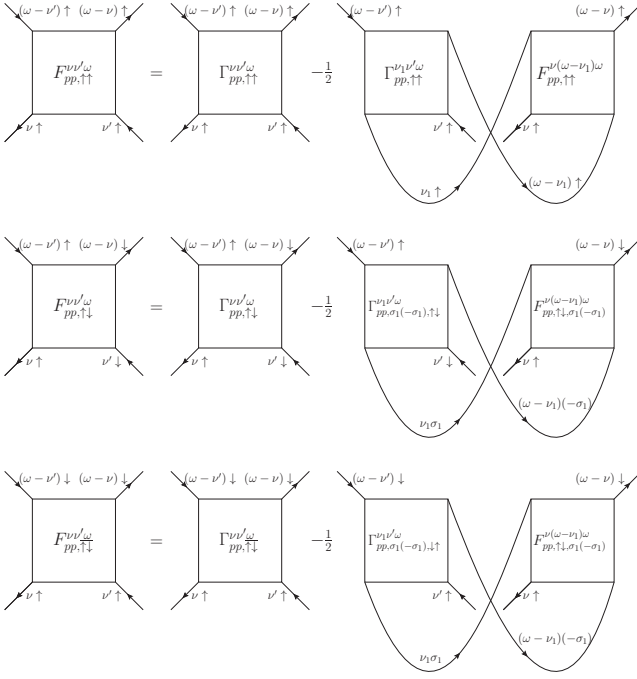 (ω − ν′) ↑ (ω − ν) ↑ (ω − ν′) ↑ (ω − ν) ↑ (ω − ν′) ↑ (ω − ν) ↑
F^{νν′ω}_{pp,↑↑} = Γ^{νν′ω}_{pp,↑↑} −½ Γ^{ν₁ν′ω}_{pp,↑↑} F^{ν(ω−ν₁)ω}_{pp,↑↑}
ν ↑ ν′ ↑ ν ↑ ν′ ↑ ν′ ↑ ν ↑
ν₁ ↑ (ω − ν₁) ↑
(ω − ν′) ↑ (ω − ν) ↓ (ω − ν′) ↑ (ω − ν) ↓ (ω − ν′) ↑ (ω − ν) ↓
F^{νν′ω}_{pp,↑↓} = Γ^{νν′ω}_{pp,↑↓} −½ Γ^{ν₁ν′ω}_{pp,σ₁(−σ₁),↑↓} F^{ν(ω−ν₁)ω}_{pp,↑↓,σ₁(−σ₁)}
ν ↑ ν′ ↓ ν ↑ ν′ ↓ ν′ ↓ ν ↑
(ω − ν₁)(−σ₁)
ν₁σ₁
(ω − ν′) ↓ (ω − ν) ↓ (ω − ν′) ↓ (ω − ν) ↓ (ω − ν′) ↓ (ω − ν) ↓
F^{νν′ω}_{pp,\overline{↑↓}} = Γ^{νν′ω}_{pp,\overline{↑↓}} −½ Γ^{ν₁ν′ω}_{pp,σ₁(−σ₁),↓↑} F^{ν(ω−ν₁)ω}_{pp,↑↓,σ₁(−σ₁)}
ν ↑ ν′ ↑ ν ↑ ν′ ↑ ν′ ↑ ν ↑
(ω − ν₁)(−σ₁)
ν₁σ₁